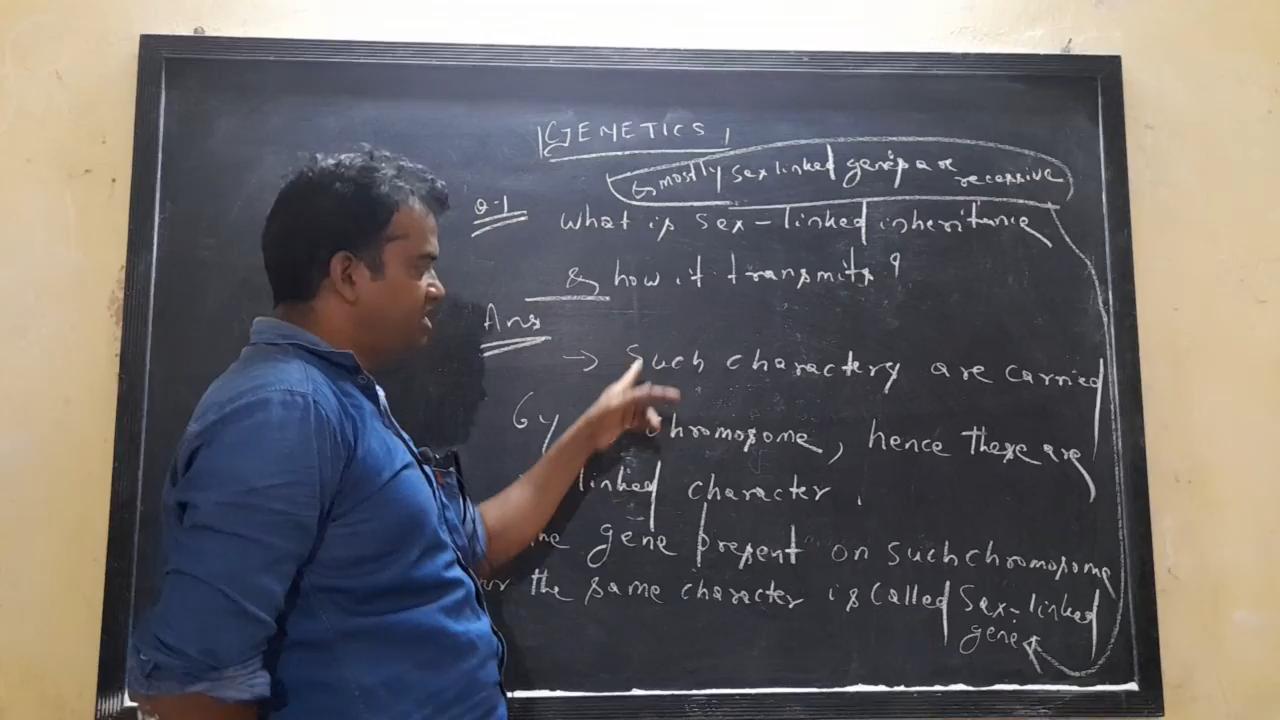 GENETICS
mostly sex linked genes are recessive
Q-1 What is sex-linked inheritance
& how it transmits?
Ans
→ Such characters are carried
by chromosome, hence these are
linked character.
gene present on such chromosome
the same character is called sex-linked
gene